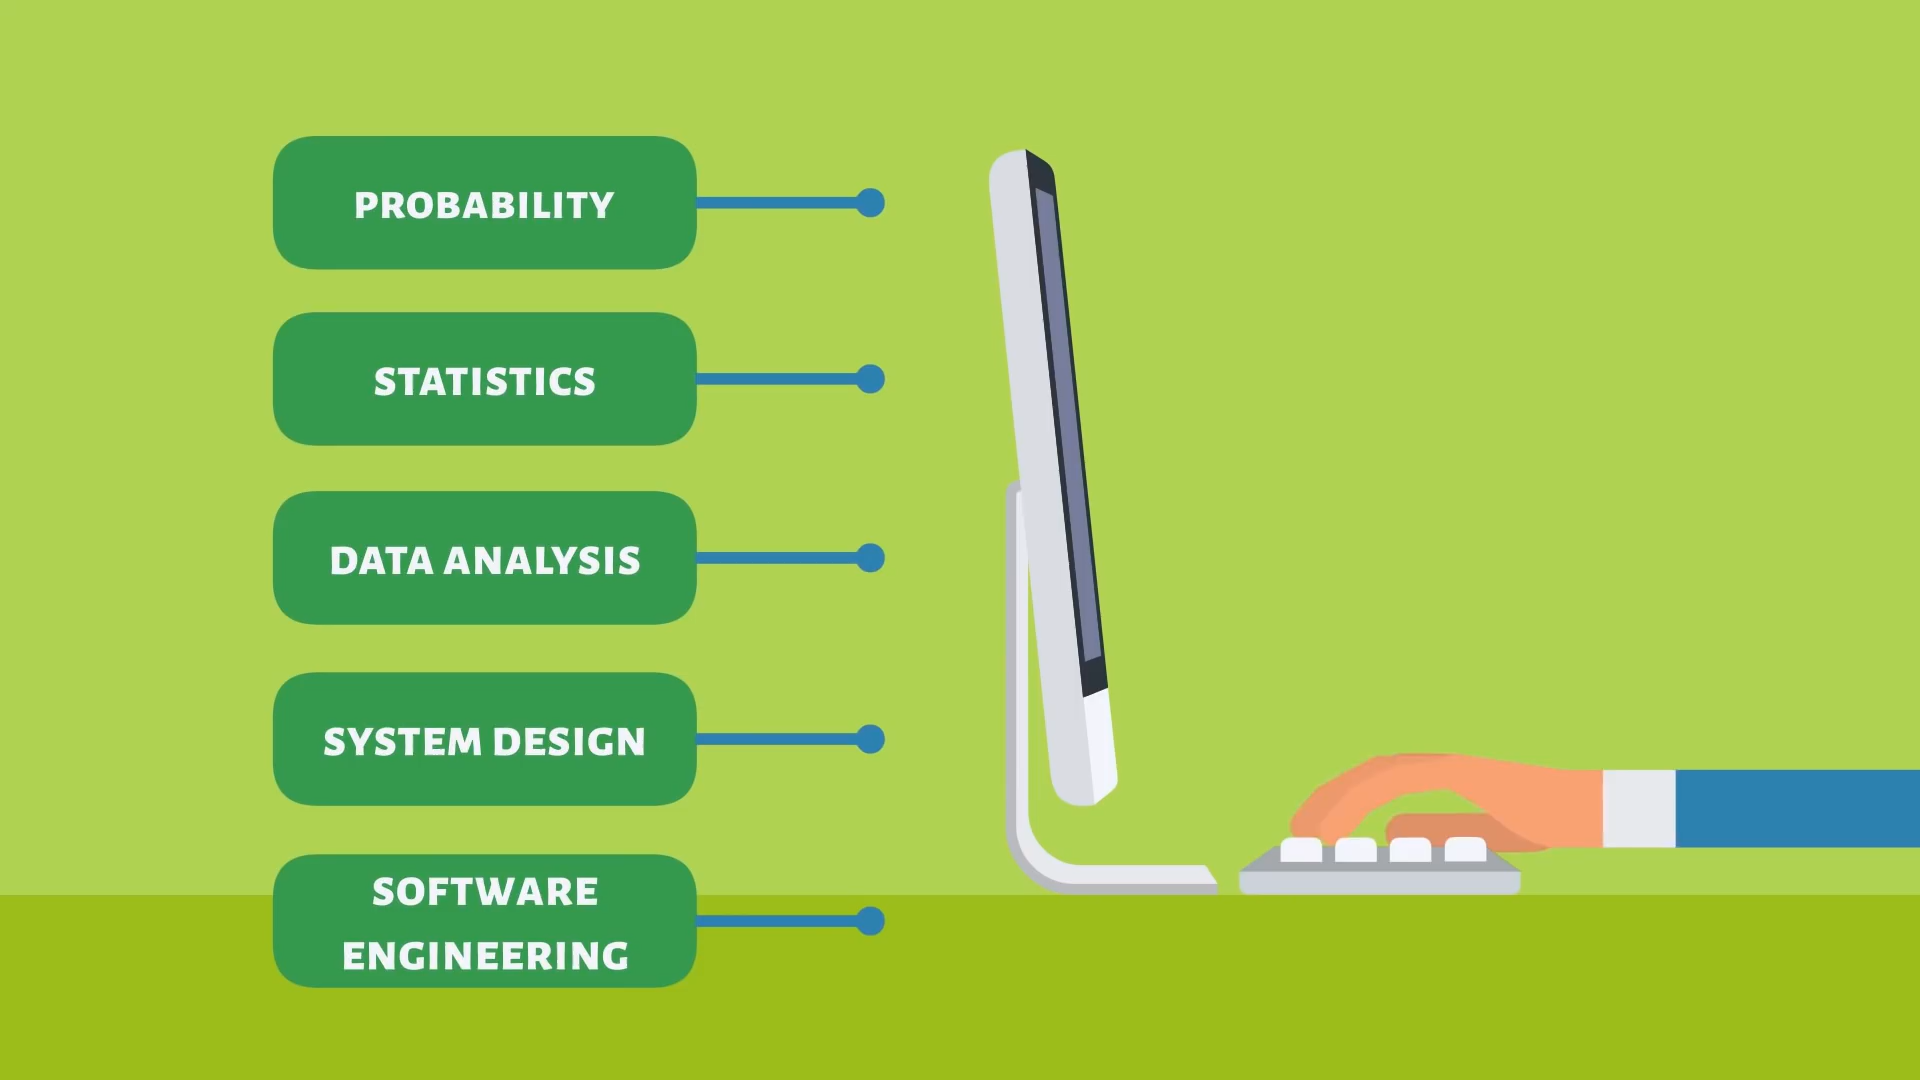 PROBABILITY
STATISTICS
DATA ANALYSIS
SYSTEM DESIGN
SOFTWARE
ENGINEERING